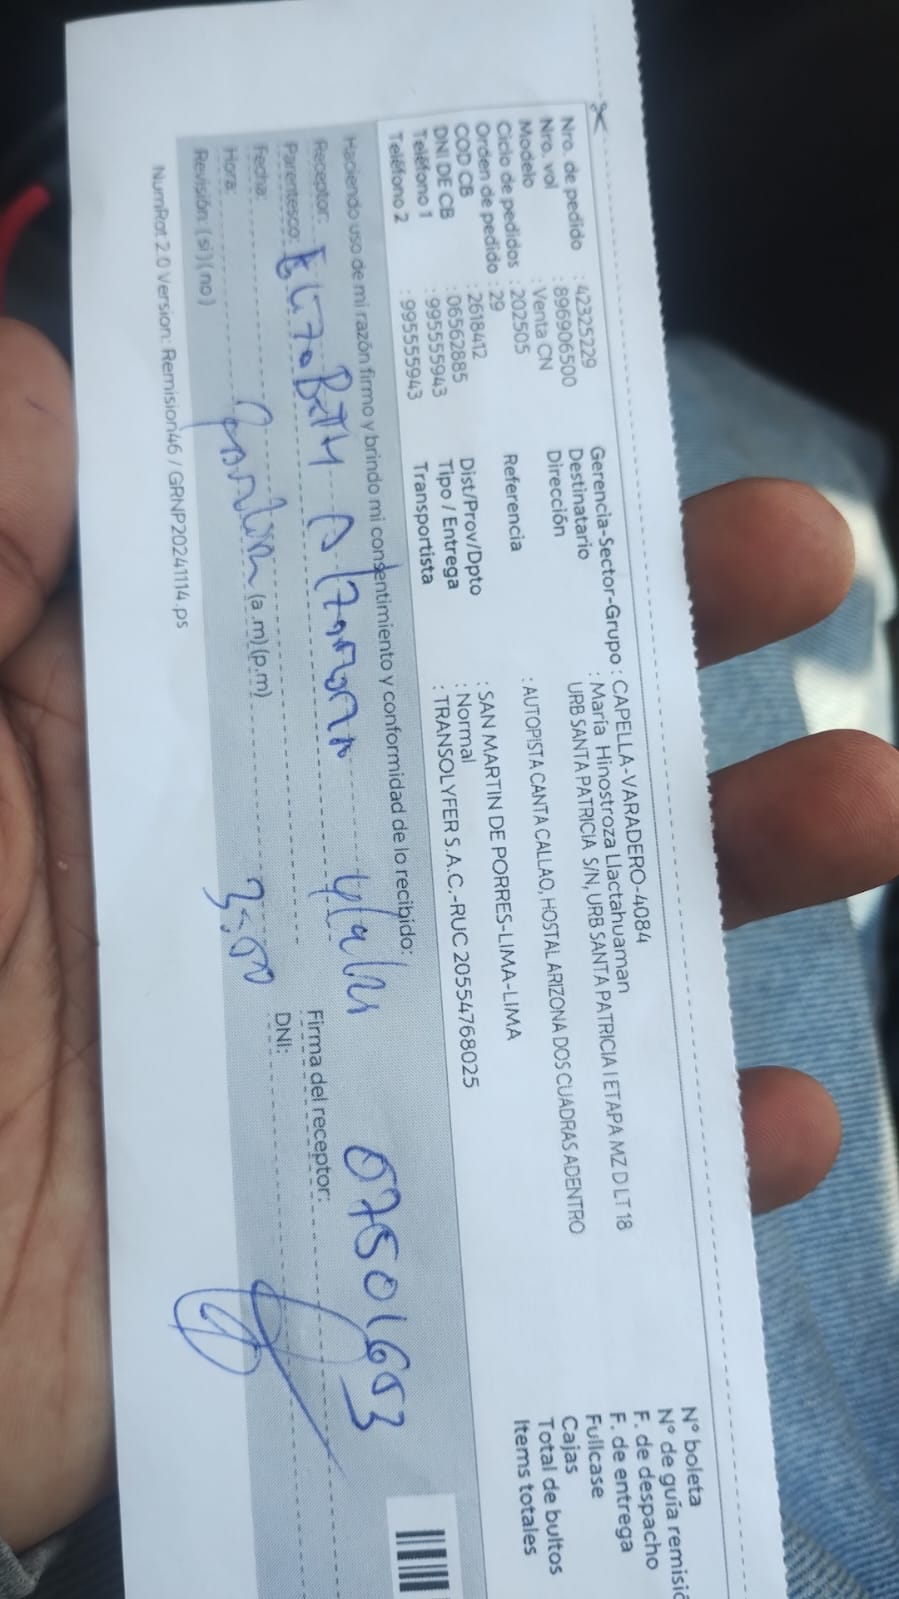 Nro. de pedido : 42325229
Nro. vol : 896906500
Modelo : Venta CN
Ciclo de pedidos : 202505
Orden de pedido : 29
COD CB : 2618412
DNI DE CB : 06562885
Teléfono 1 : 995555943
Teléfono 2 : 995555943
Gerencia-Sector-Grupo : CAPELLA-VARADERO-4084
Destinatario : María Hinostroza Llactahuaman
Dirección URB SANTA PATRICIA S/N, URB SANTA PATRICIA I ETAPA MZ D LT 18
Referencia : AUTOPISTA CANTA CALLAO, HOSTAL ARIZONA DOS CUADRAS ADENTRO
Dist/Prov/Dpto : SAN MARTIN DE PORRES-LIMA-LIMA
Tipo / Entrega : Normal
Transportista : TRANSOLYFER S.A.C.-RUC 20554768025
N° boleta
N° de guía
F. de despacho
F. de entrega
Fullcase
Cajas
Total de bultos
Items totales
Haciendo uso de mi razón firmo y brindo mi consentimiento y conformidad de lo recibido:
Receptor:
Parentesco:
Fecha:
Hora: (a.m)(p.m)
3:00
Revisión: (si)(no)
Firma del receptor:
DNI:
07501653
NumRot 2.0 Version: Remision46 / GRNP20241114.ps